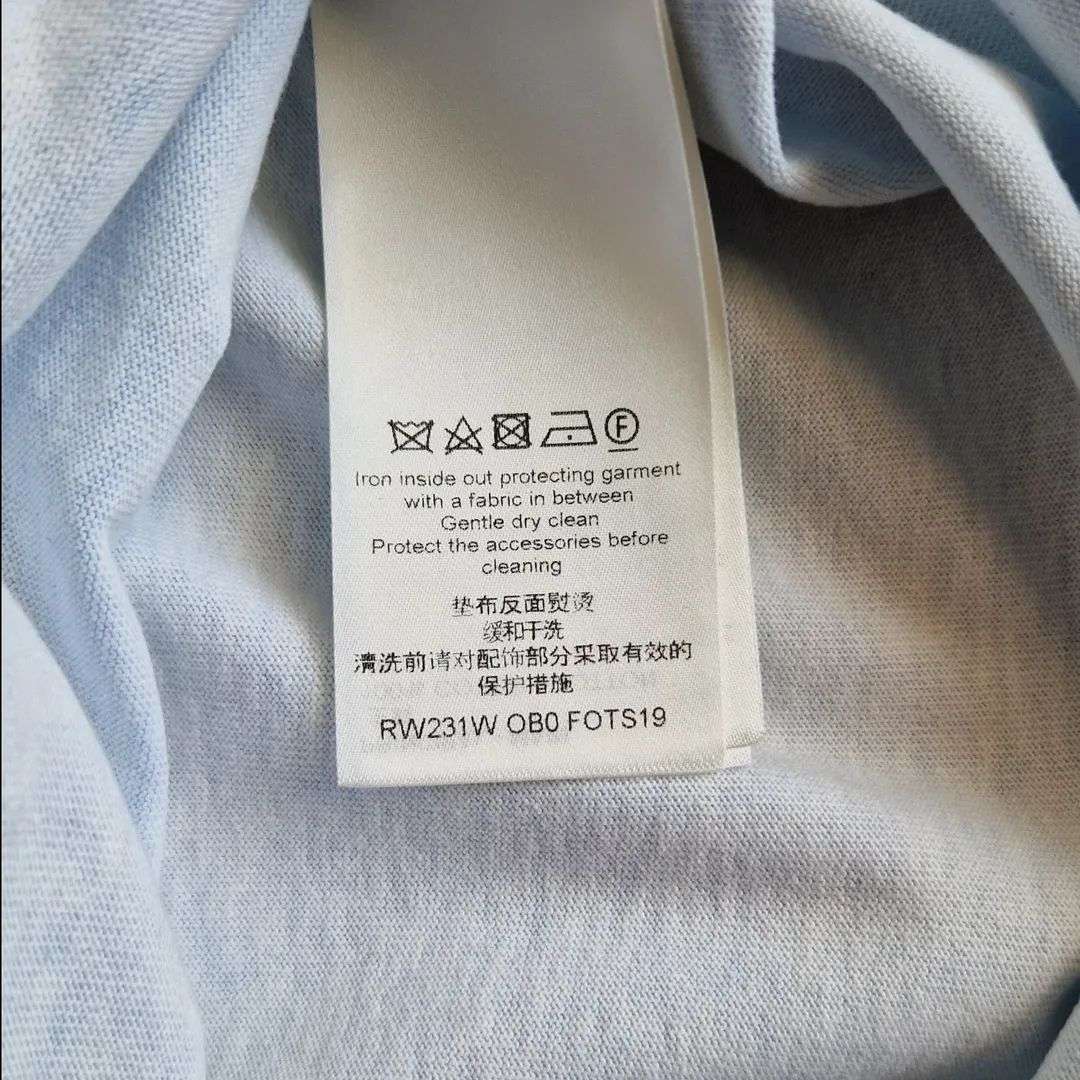 F
Iron inside out protecting garment
with a fabric in between
Gentle dry clean
Protect the accessories before
cleaning
垫布反面熨烫
缓和干洗
清洗前请对配饰部分采取有效的
保护措施
RW231W OB0 FOTS19